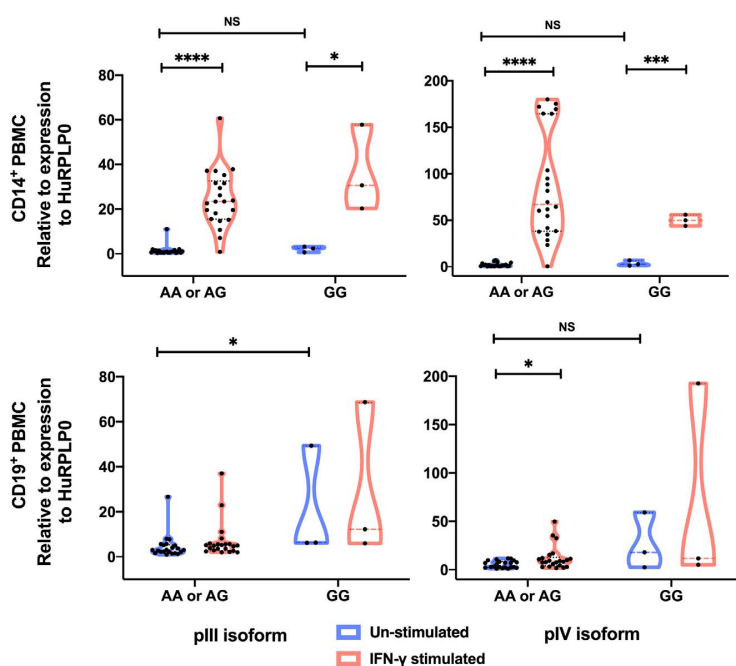 NS
****
*
80
60
40
20
0
AA or AG
GG
CD14⁺ PBMC
Relative to expression
to HuRPLP0
NS
****
***
200
150
100
50
0
AA or AG
GG
*
80
60
40
20
0
AA or AG
GG
CD19⁺ PBMC
Relative to expression
to HuRPLP0
NS
*
200
150
100
50
0
AA or AG
GG
pIII isoform
Un-stimulated
IFN-γ stimulated
pIV isoform